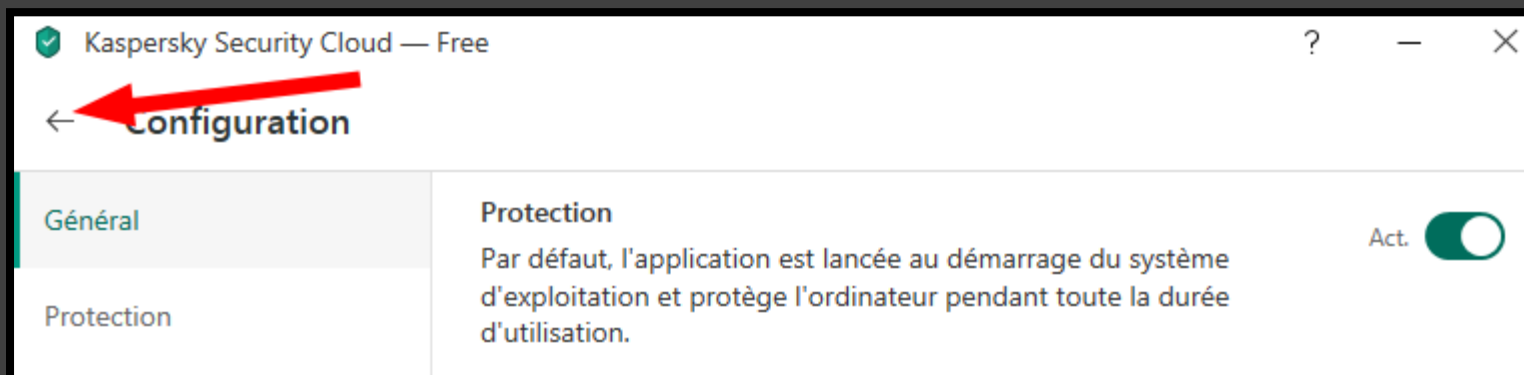 Kaspersky Security Cloud — Free ?
Configuration
Général
Protection
Protection
Par défaut, l'application est lancée au démarrage du système
d'exploitation et protège l'ordinateur pendant toute la durée
d'utilisation.
Act.